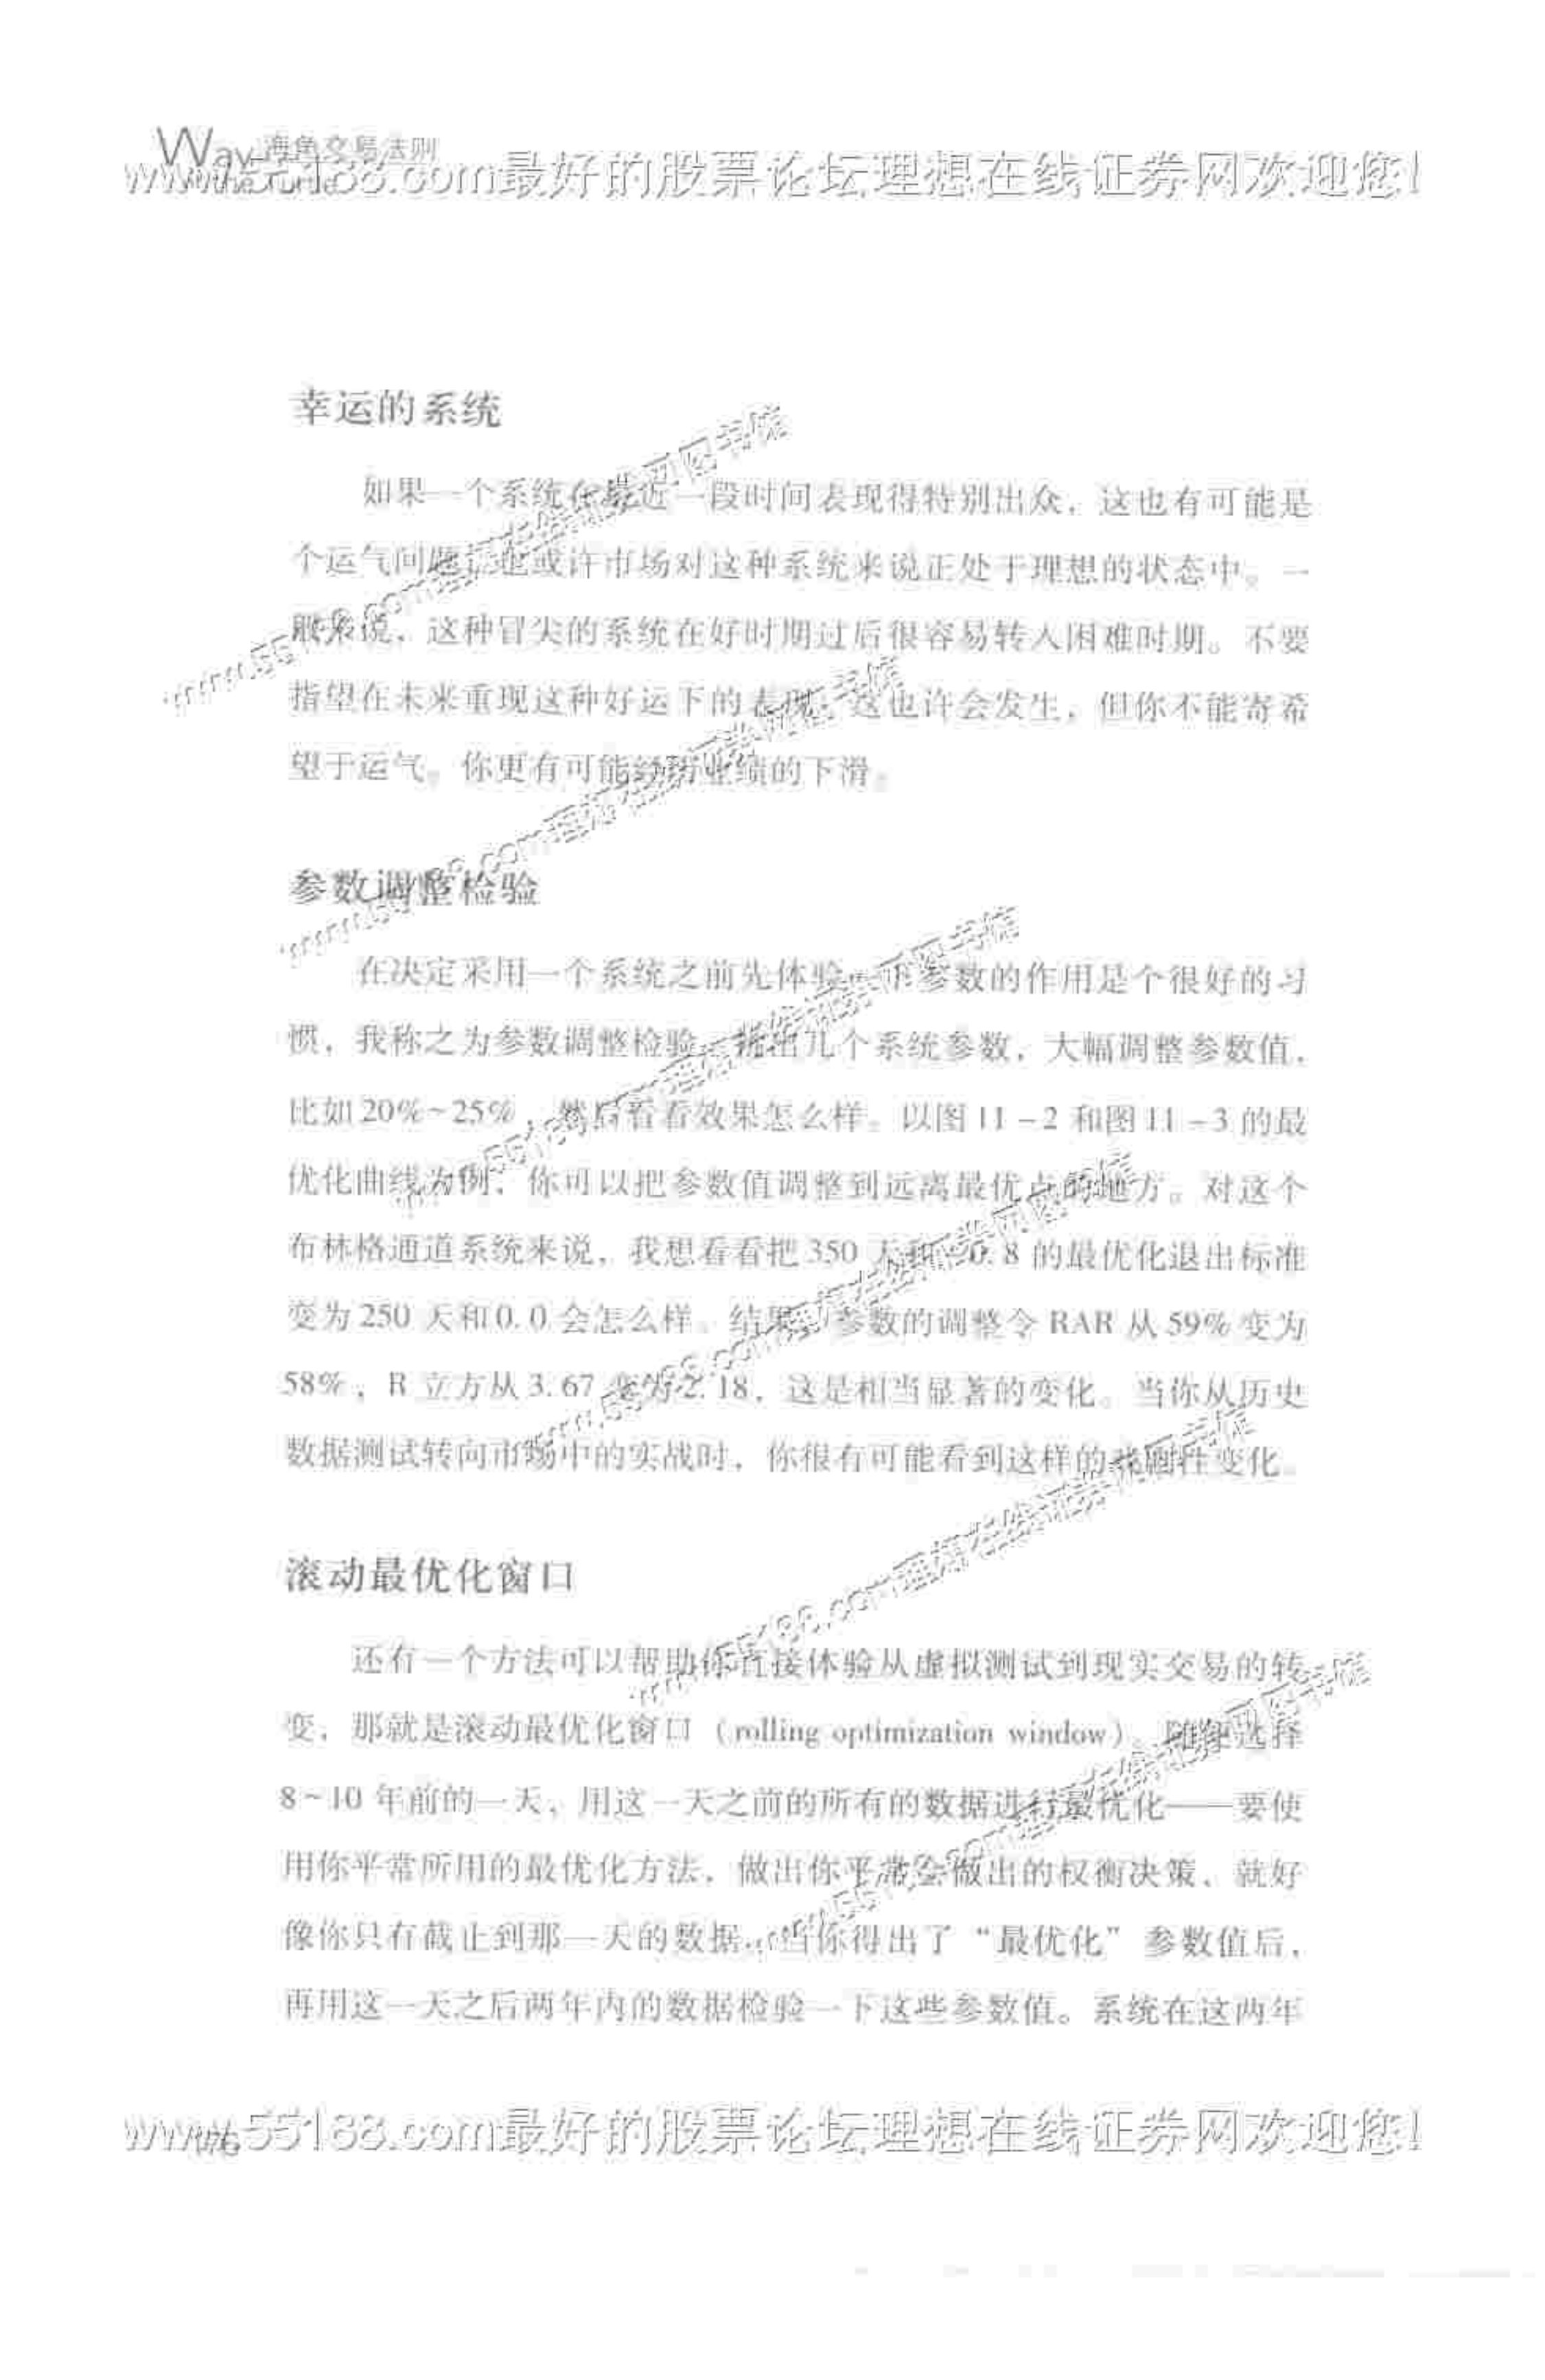 Way 海龟交易法则
www.55188.com最好的股票论坛理想在线证券网欢迎您!
幸运的系统
如果一个系统在最近一段时间表现得特别出众，这也有可能是
个运气问题，也或许市场对这种系统来说正处于理想的状态中。一
般来说，这种冒尖的系统在好时期过后很容易转入困难时期。不要
指望在未来重现这种好运下的表现。这也许会发生，但你不能寄希
望于运气。你更有可能经历业绩的下滑。
参数调整检验
在决定采用一个系统之前先体验一下参数的作用是个很好的习
惯，我称之为参数调整检验。挑出几个系统参数，大幅调整参数值，
比如20%~25%，然后看看效果怎么样。以图11-2和图11-3的最
优化曲线为例，你可以把参数值调整到远离最优点的地方。对这个
布林格通道系统来说，我想看看把350天和-0.8的最优化退出标准
变为250天和0.0会怎么样。结果，参数的调整令RAR从59%变为
58%，R立方从3.67变为2.18，这是相当显著的变化。当你从历史
数据测试转向市场中的实战时，你很有可能看到这样的戏剧性变化。
滚动最优化窗口
还有一个方法可以帮助你直接体验从虚拟测试到现实交易的转
变，那就是滚动最优化窗口（rolling optimization window）。随便选择
8~10年前的一天，用这一天之前的所有的数据进行最优化——要使
用你平常所用的最优化方法，做出你平常会做出的权衡决策，就好
像你只有截止到那一天的数据。当你得出了“最优化”参数值后，
再用这一天之后两年内的数据检验一下这些参数值。系统在这两年
www.55188.com最好的股票论坛理想在线证券网欢迎您!